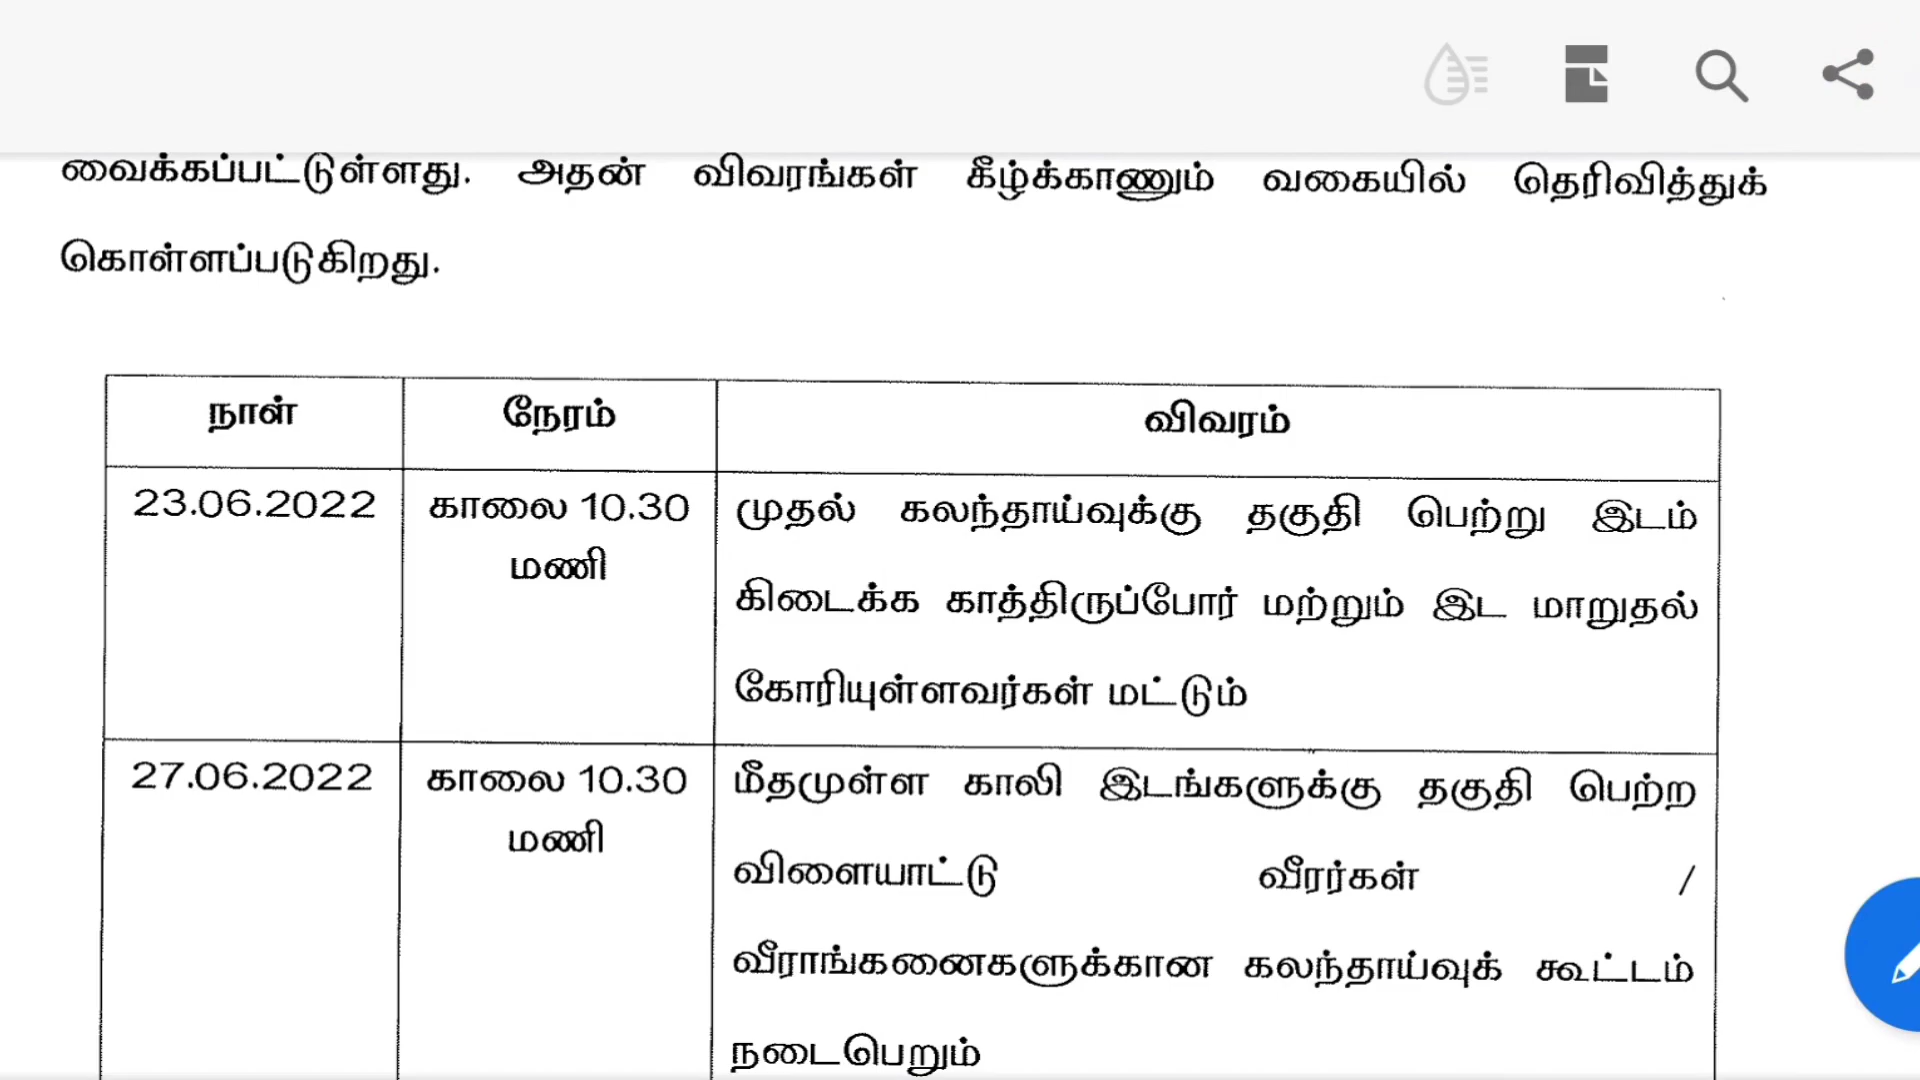 வைக்கப்பட்டுள்ளது. அதன் விவரங்கள் கீழ்க்காணும் வகையில் தெரிவித்துக்
கொள்ளப்படுகிறது.
நாள் நேரம் விவரம்
23.06.2022 காலை 10.30 முதல் கலந்தாய்வுக்கு தகுதி பெற்று இடம்
மணி
கிடைக்க காத்திருப்போர் மற்றும் இட மாறுதல்
கோரியுள்ளவர்கள் மட்டும்
27.06.2022 காலை 10.30 மீதமுள்ள காலி இடங்களுக்கு தகுதி பெற்ற
மணி
விளையாட்டு வீரர்கள் /
வீராங்கனைகளுக்கான கலந்தாய்வுக் கூட்டம்
நடைபெறும்